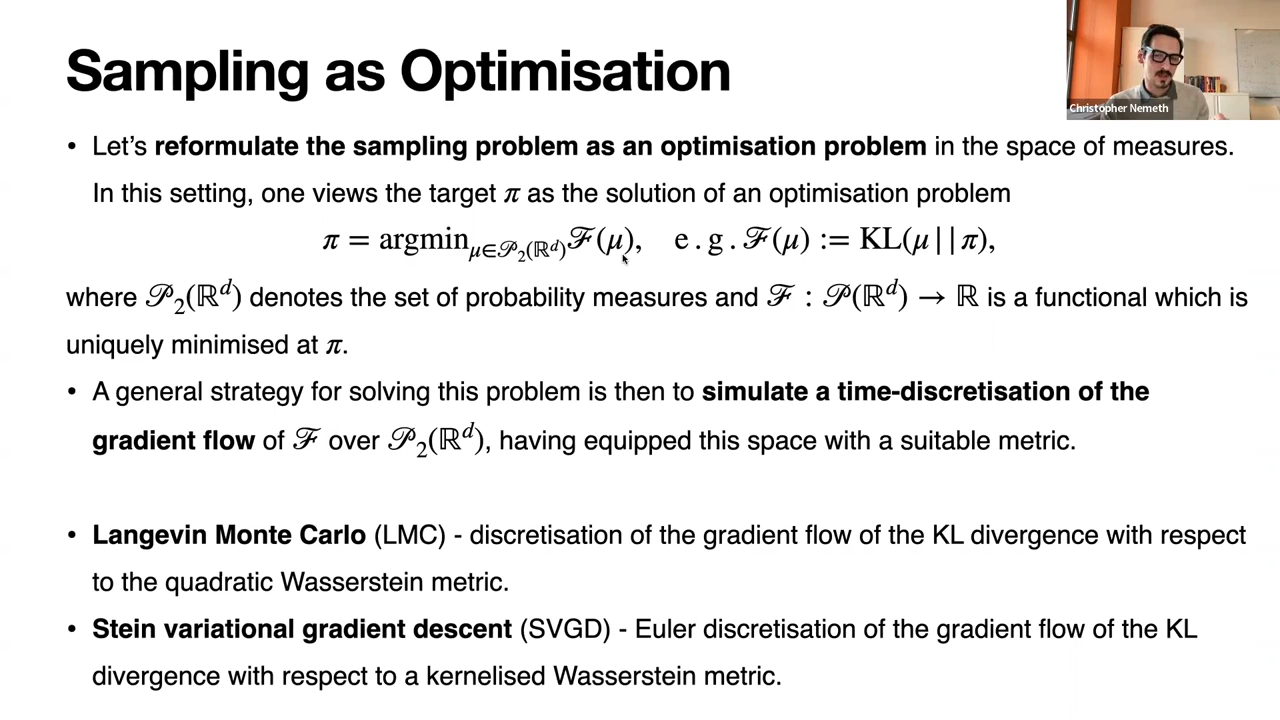 Sampling as Optimisation
Christopher Nemeth
• Let's reformulate the sampling problem as an optimisation problem in the space of measures.
In this setting, one views the target π as the solution of an optimisation problem
π = argmin_{μ∈𝒫₂(ℝᵈ)} ℱ(μ), e.g. ℱ(μ) := KL(μ||π),
where 𝒫₂(ℝᵈ) denotes the set of probability measures and ℱ : 𝒫(ℝᵈ) → ℝ is a functional which is
uniquely minimised at π.
• A general strategy for solving this problem is then to simulate a time-discretisation of the
gradient flow of ℱ over 𝒫₂(ℝᵈ), having equipped this space with a suitable metric.
• Langevin Monte Carlo (LMC) - discretisation of the gradient flow of the KL divergence with respect
to the quadratic Wasserstein metric.
• Stein variational gradient descent (SVGD) - Euler discretisation of the gradient flow of the KL
divergence with respect to a kernelised Wasserstein metric.